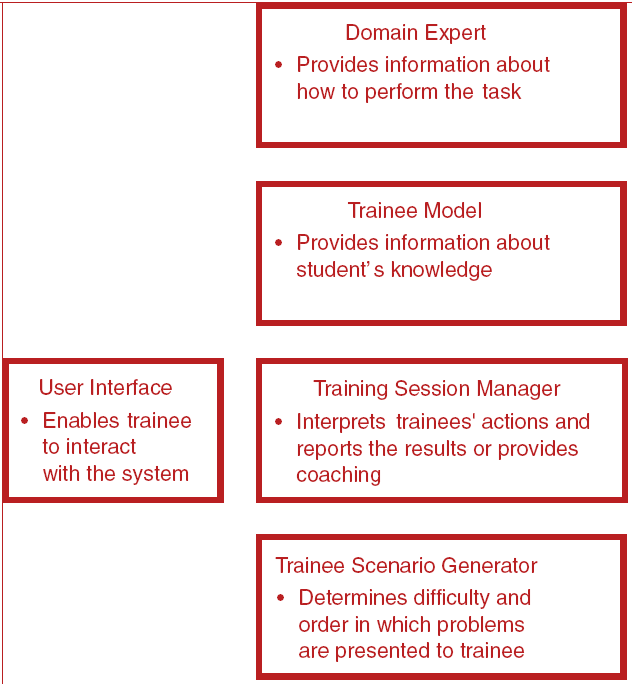 Domain Expert
• Provides information about
how to perform the task
Trainee Model
• Provides information about
student’s knowledge
User Interface
• Enables trainee
to interact
with the system
Training Session Manager
• Interprets trainees' actions and
reports the results or provides
coaching
Trainee Scenario Generator
• Determines difficulty and
order in which problems
are presented to trainee